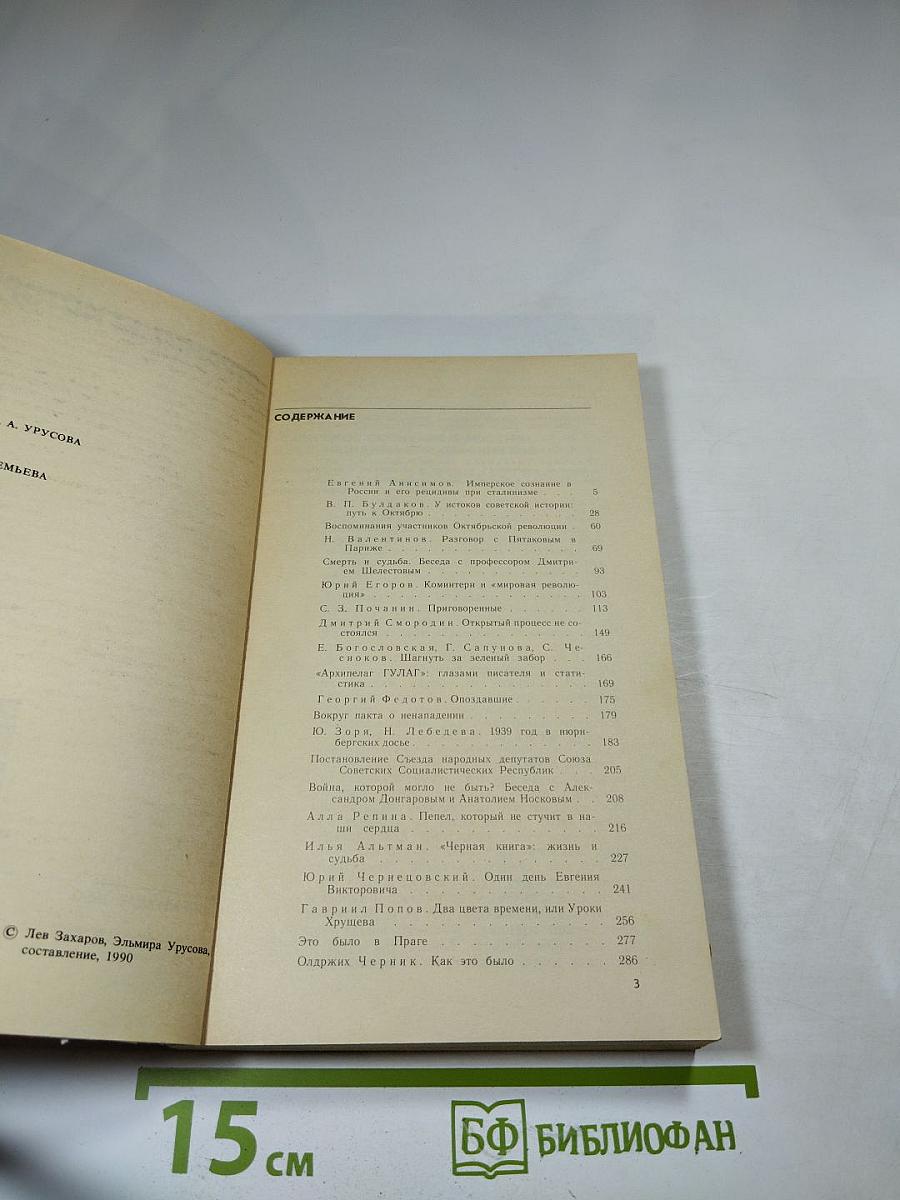 А. УРУСОВА
ЕМЬЕВА
© Лев Захаров, Эльмира Урусова,
составление, 1990
СОДЕРЖАНИЕ
Евгений Анисимов. Имперское сознание в
России и его рецидивы при сталинизме . . . 5
В. П. Булдаков. У истоков советской истории:
путь к Октябрю . . . . . . . . . . . . 28
Воспоминания участников Октябрьской революции . 60
Н. Валентинов. Разговор с Пятаковым в
Париже . . . . . . . . . . . . . . . 69
Смерть и судьба. Беседа с профессором Дмитри-
ем Шелестовым . . . . . . . . . . . . 93
Юрий Егоров. Коминтерн и «мировая револю-
ция» . . . . . . . . . . . . . . . . 103
С. З. Почанин. Приговоренные . . . . . . 113
Дмитрий Смородин. Открытый процесс не со-
стоялся . . . . . . . . . . . . . . . 149
Е. Богословская, Г. Сапунова, С. Че-
сноков. Шагнуть за зеленый забор . . . 166
«Архипелаг ГУЛАГ»: глазами писателя и стати-
стика . . . . . . . . . . . . . . . . 169
Георгий Федотов. Опоздавшие . . . . . 175
Вокруг пакта о ненападении . . . . . . . . 179
Ю. Зоря, Н. Лебедева. 1939 год в нюрн-
бергских досье . . . . . . . . . . . . 183
Постановление Съезда народных депутатов Союза
Советских Социалистических Республик . . . 205
Война, которой могло не быть? Беседа с Алек-
сандром Донгаровым и Анатолием Носковым . . 208
Алла Репина. Пепел, который не стучит в на-
ши сердца . . . . . . . . . . . . . 216
Илья Альтман. «Черная книга»: жизнь и
судьба . . . . . . . . . . . . . . 227
Юрий Чернецовский. Один день Евгения
Викторовича . . . . . . . . . . . . 241
Гавриил Попов. Два цвета времени, или Уроки
Хрущева . . . . . . . . . . . . . 256
Это было в Праге . . . . . . . . . . 277
Олдржих Черник. Как это было . . . . . . 286
3
15 см
БФ БИБЛИОФАН